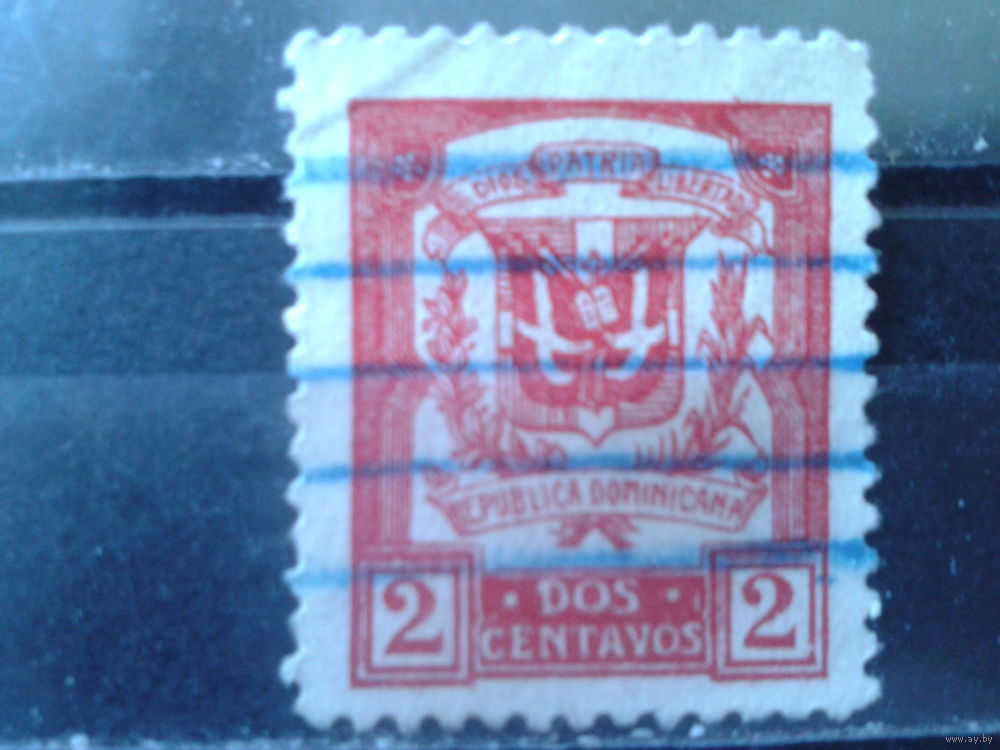 DIOS PATRIA LIBERTAD
REPUBLICA DOMINICANA
2 · DOS · 2
CENTAVOS
www.ay.by